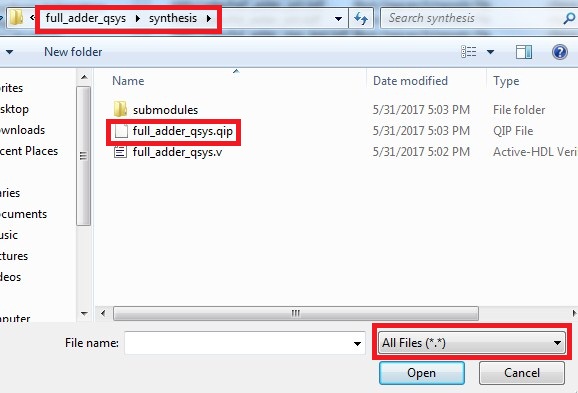 « full_adder_qsys ▸ synthesis ▸ Search synthesis
New folder
Name Date modified Type
submodules 5/31/2017 5:03 PM File folder
full_adder_qsys.qip 5/31/2017 5:03 PM QIP File
full_adder_qsys.v 5/31/2017 5:02 PM Active-HDL Veri
orites
sktop
wnloads
cent Places
aries
cuments
usic
ctures
deos
mputer
File name: All Files (*.*)
Open Cancel